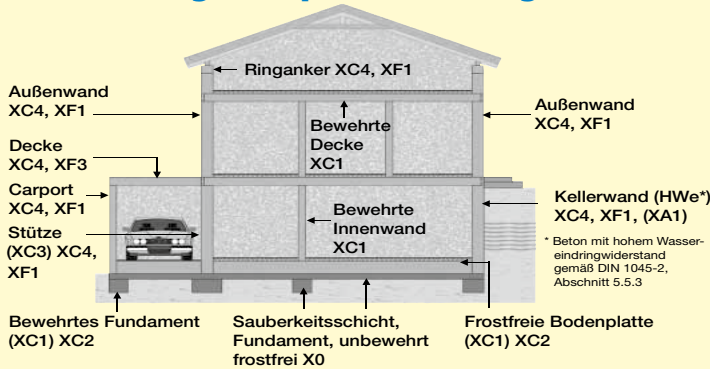 Ringanker XC4, XF1
Außenwand
XC4, XF1
Decke
XC4, XF3
Carport
XC4, XF1
Stütze
(XC3) XC4,
XF1
Bewehrte
Decke
XC1
Bewehrte
Innenwand
XC1
Außenwand
XC4, XF1
Kellerwand (HWe*)
XC4, XF1, (XA1)
* Beton mit hohem Wasser-
eindringwiderstand
gemäß DIN 1045-2,
Abschnitt 5.5.3
Bewehrtes Fundament
(XC1) XC2
Sauberkeitsschicht,
Fundament, unbewehrt
frostfrei X0
Frostfreie Bodenplatte
(XC1) XC2